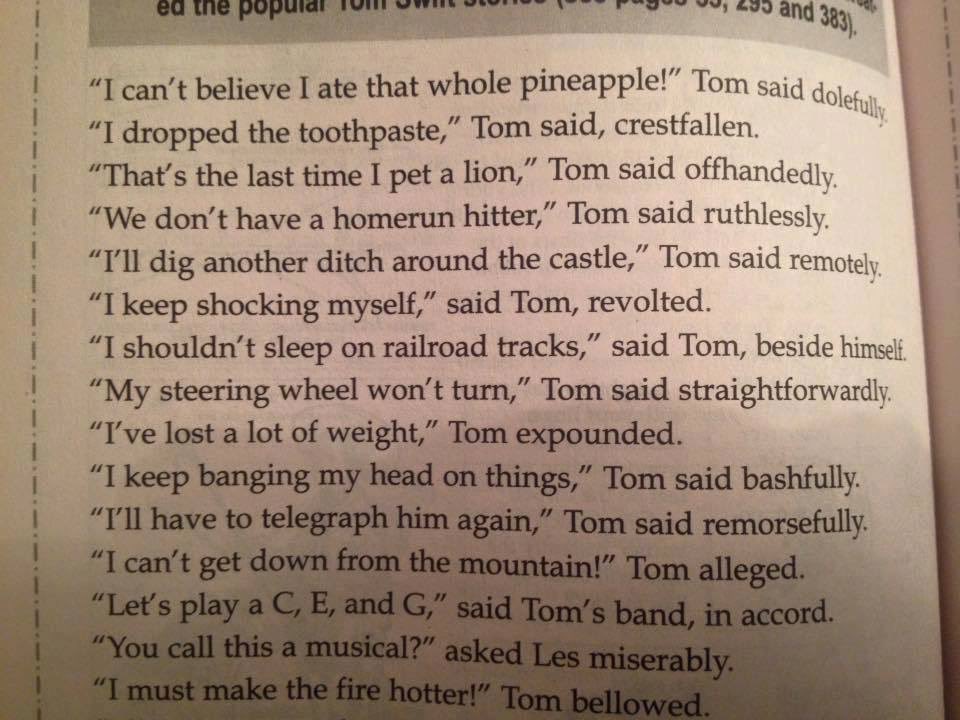 ed the popular Tom Swift stories (see pages 295 and 383).
“I can’t believe I ate that whole pineapple!” Tom said dolefully.
“I dropped the toothpaste,” Tom said, crestfallen.
“That’s the last time I pet a lion,” Tom said offhandedly.
“We don’t have a homerun hitter,” Tom said ruthlessly.
“I’ll dig another ditch around the castle,” Tom said remotely.
“I keep shocking myself,” said Tom, revolted.
“I shouldn’t sleep on railroad tracks,” said Tom, beside himself.
“My steering wheel won’t turn,” Tom said straightforwardly.
“I’ve lost a lot of weight,” Tom expounded.
“I keep banging my head on things,” Tom said bashfully.
“I’ll have to telegraph him again,” Tom said remorsefully.
“I can’t get down from the mountain!” Tom alleged.
“Let’s play a C, E, and G,” said Tom’s band, in accord.
“You call this a musical?” asked Les miserably.
“I must make the fire hotter!” Tom bellowed.